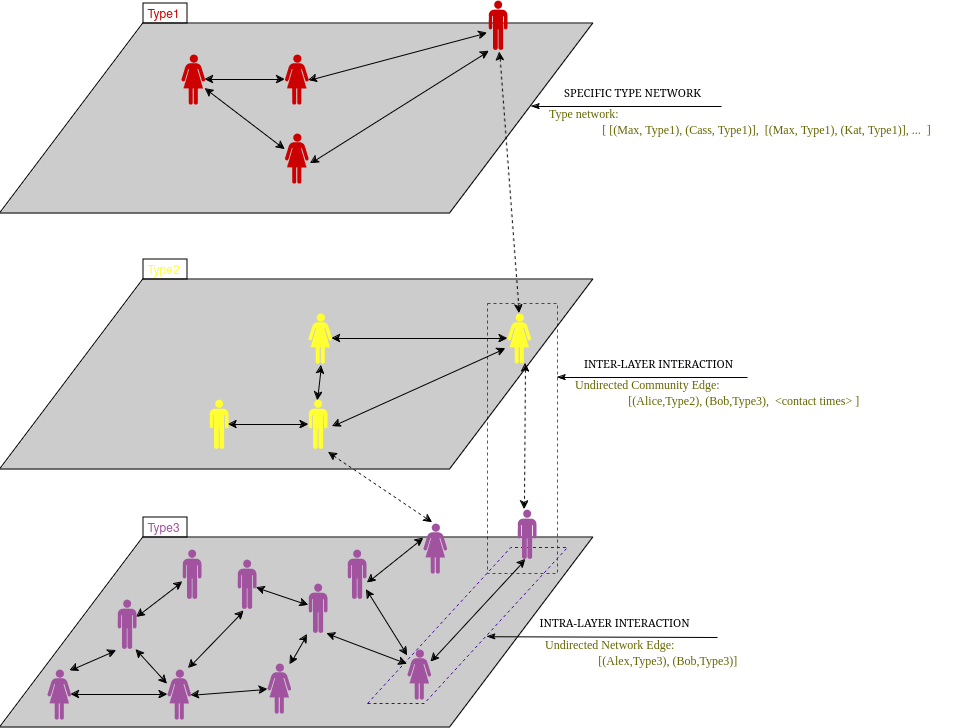 Type1
SPECIFIC TYPE NETWORK
Type network:
[ [(Max, Type1), (Cass, Type1)], [(Max, Type1), (Kat, Type1)], ... ]
Type2
INTER-LAYER INTERACTION
Undirected Community Edge:
[(Alice,Type2), (Bob,Type3), <contact times> ]
Type3
INTRA-LAYER INTERACTION
Undirected Network Edge:
[(Alex,Type3), (Bob,Type3)]